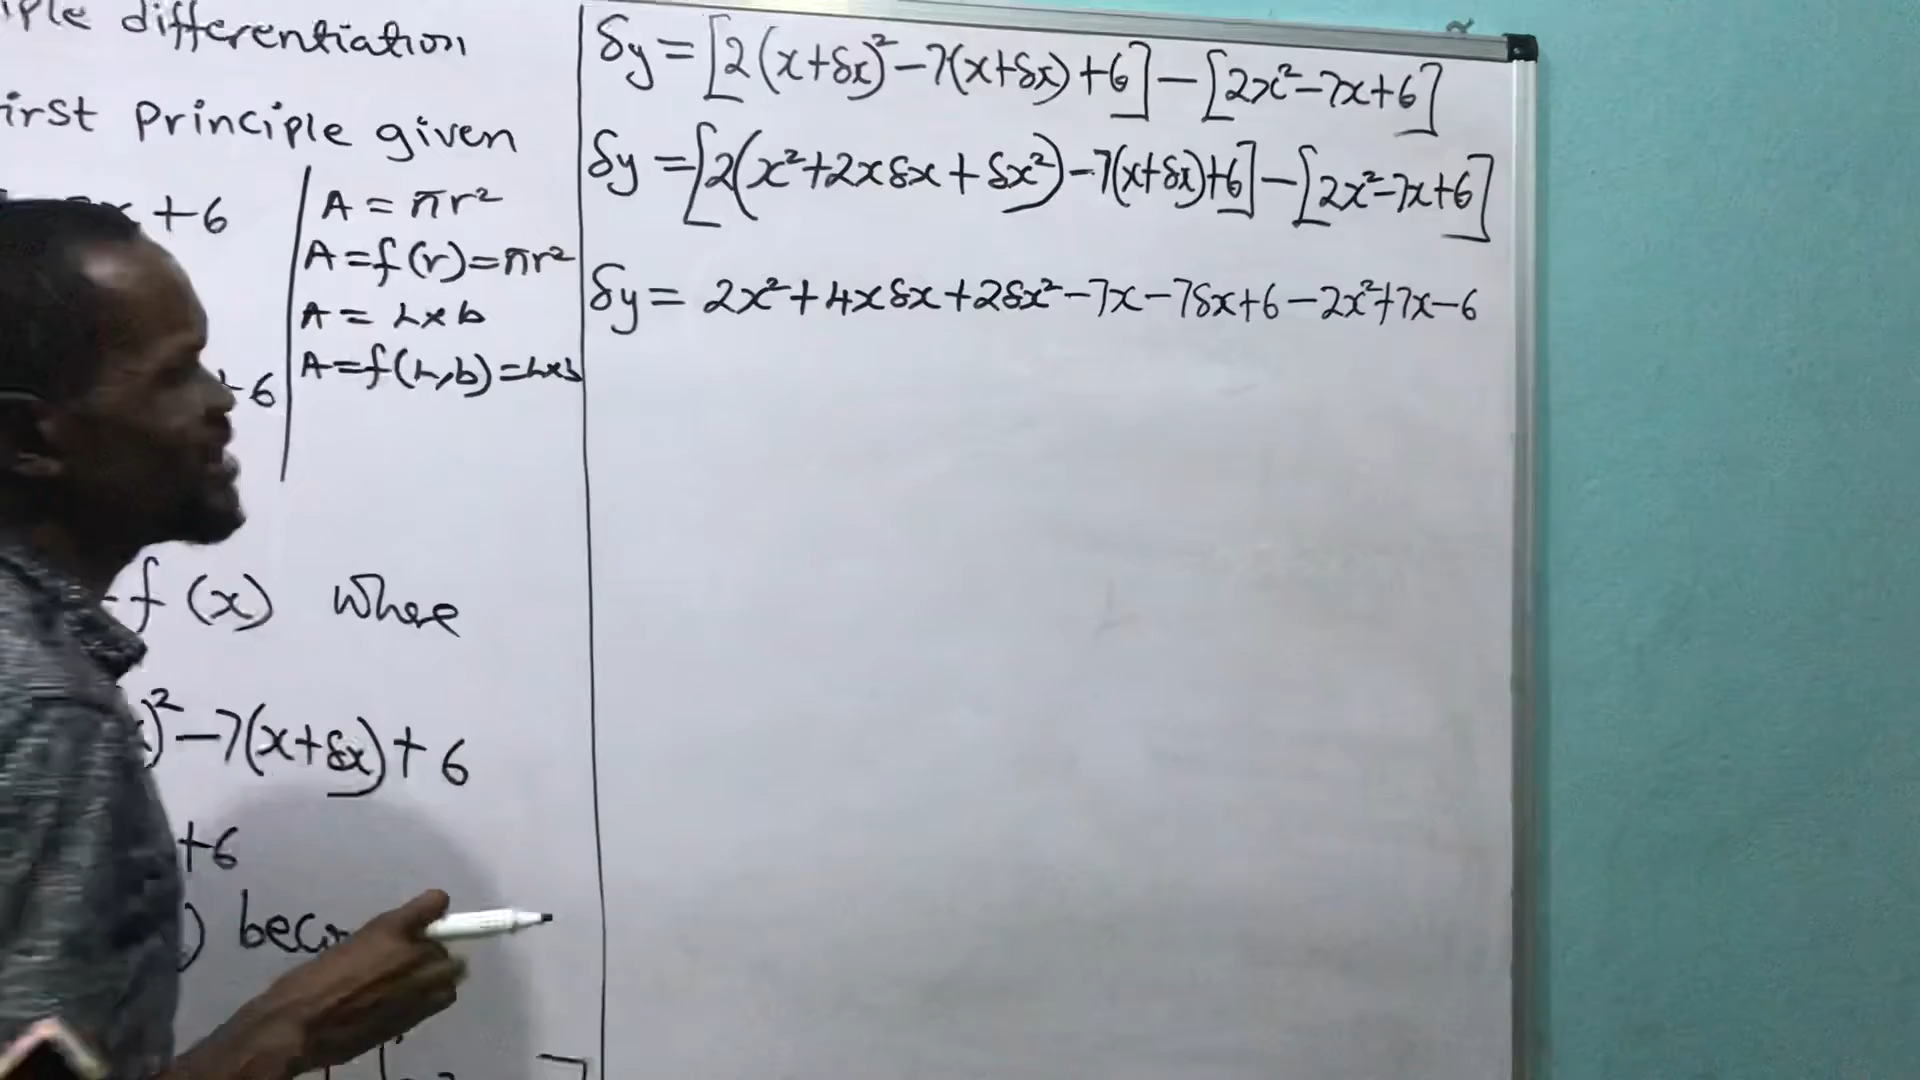 differentiation
irst Principle given
x + 6
A = πr²
A = f(r) = πr²
A = L x b
A = f(L, b) = L x b
+ 6
f(x) where
)² - 7(x + δx) + 6
+ 6
) beco
δy = [2(x + δx)² - 7(x + δx) + 6] - [2x² - 7x + 6]
δy = [2(x² + 2xδx + δx²) - 7(x + δx) + 6] - [2x² - 7x + 6]
δy = 2x² + 4xδx + 2δx² - 7x - 7δx + 6 - 2x² + 7x - 6